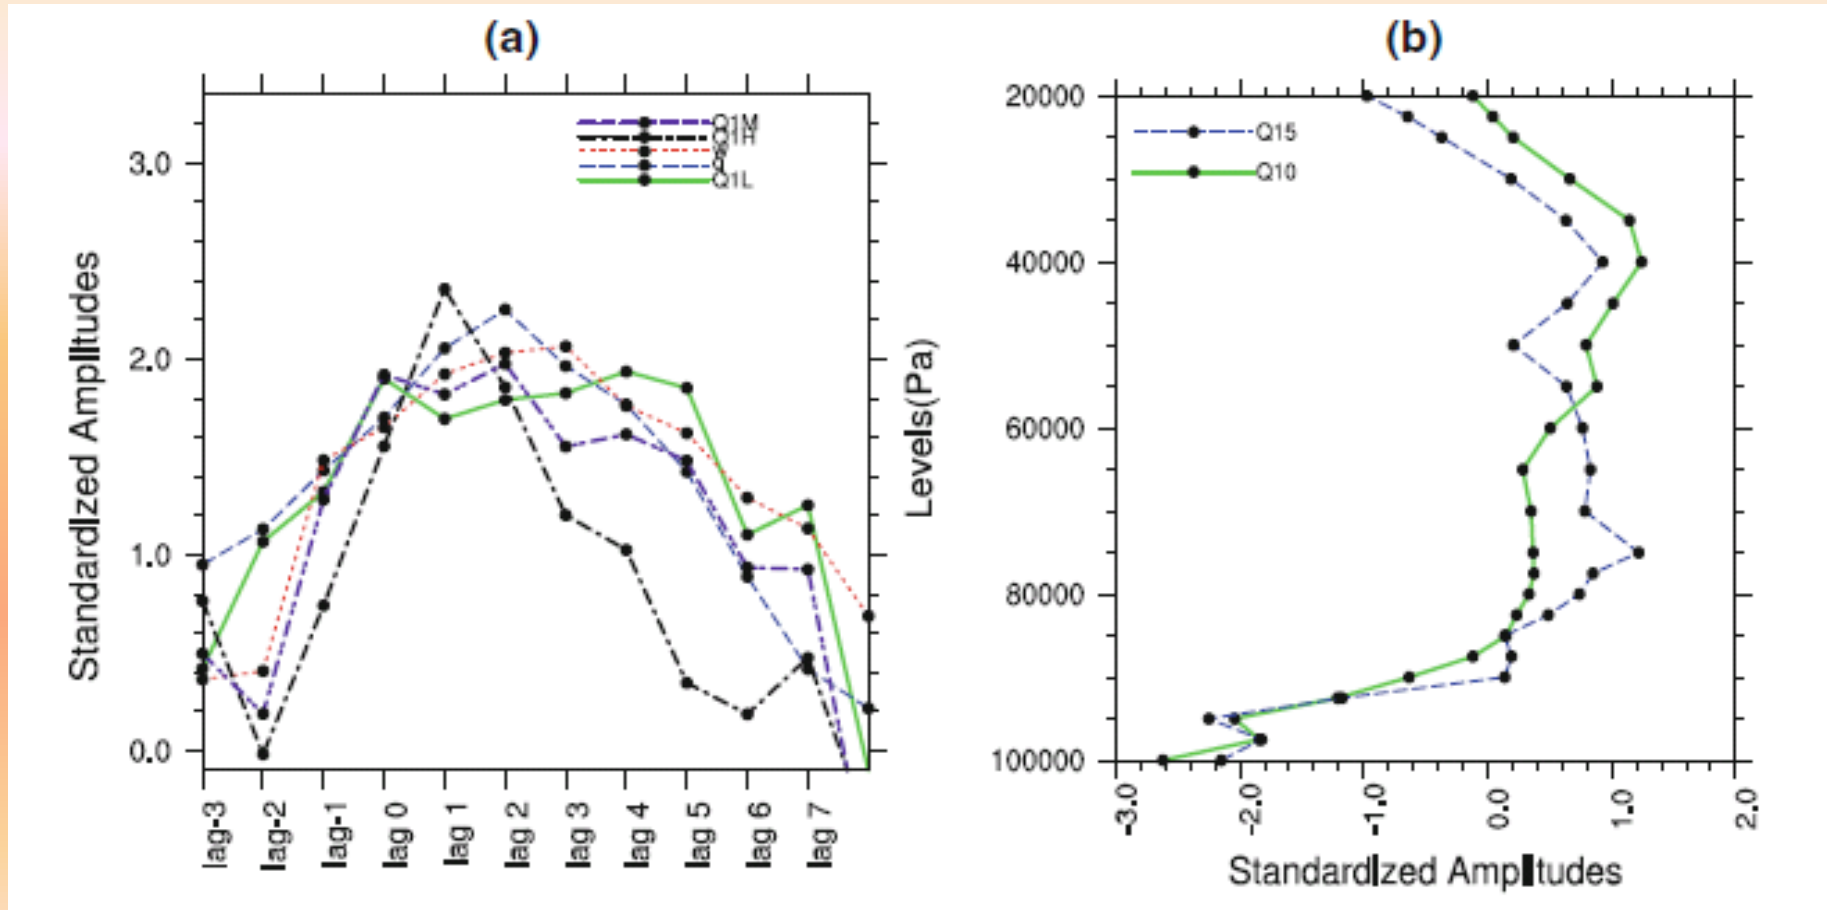 (a)
Standardized Amplitudes
3.0
2.0
1.0
0.0
Q1M
Q1H
q
Q1L
lag-3
lag-2
lag-1
lag 0
lag 1
lag 2
lag 3
lag 4
lag 5
lag 6
lag 7
(b)
Levels(Pa)
20000
40000
60000
80000
100000
Q15
Q10
-3.0
-2.0
-1.0
0.0
1.0
2.0
Standardized Amplitudes